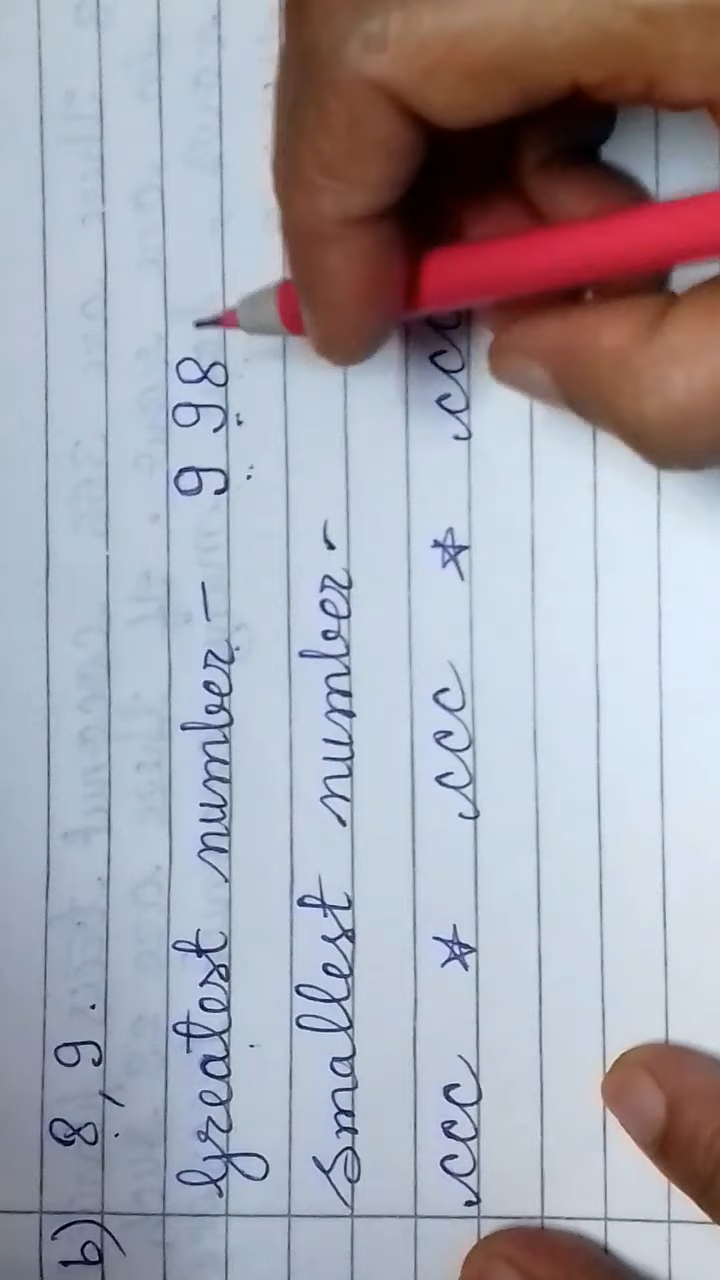 b) 8, 9.
Greatest number - 998
Smallest number -
ccc * ccc * ccc